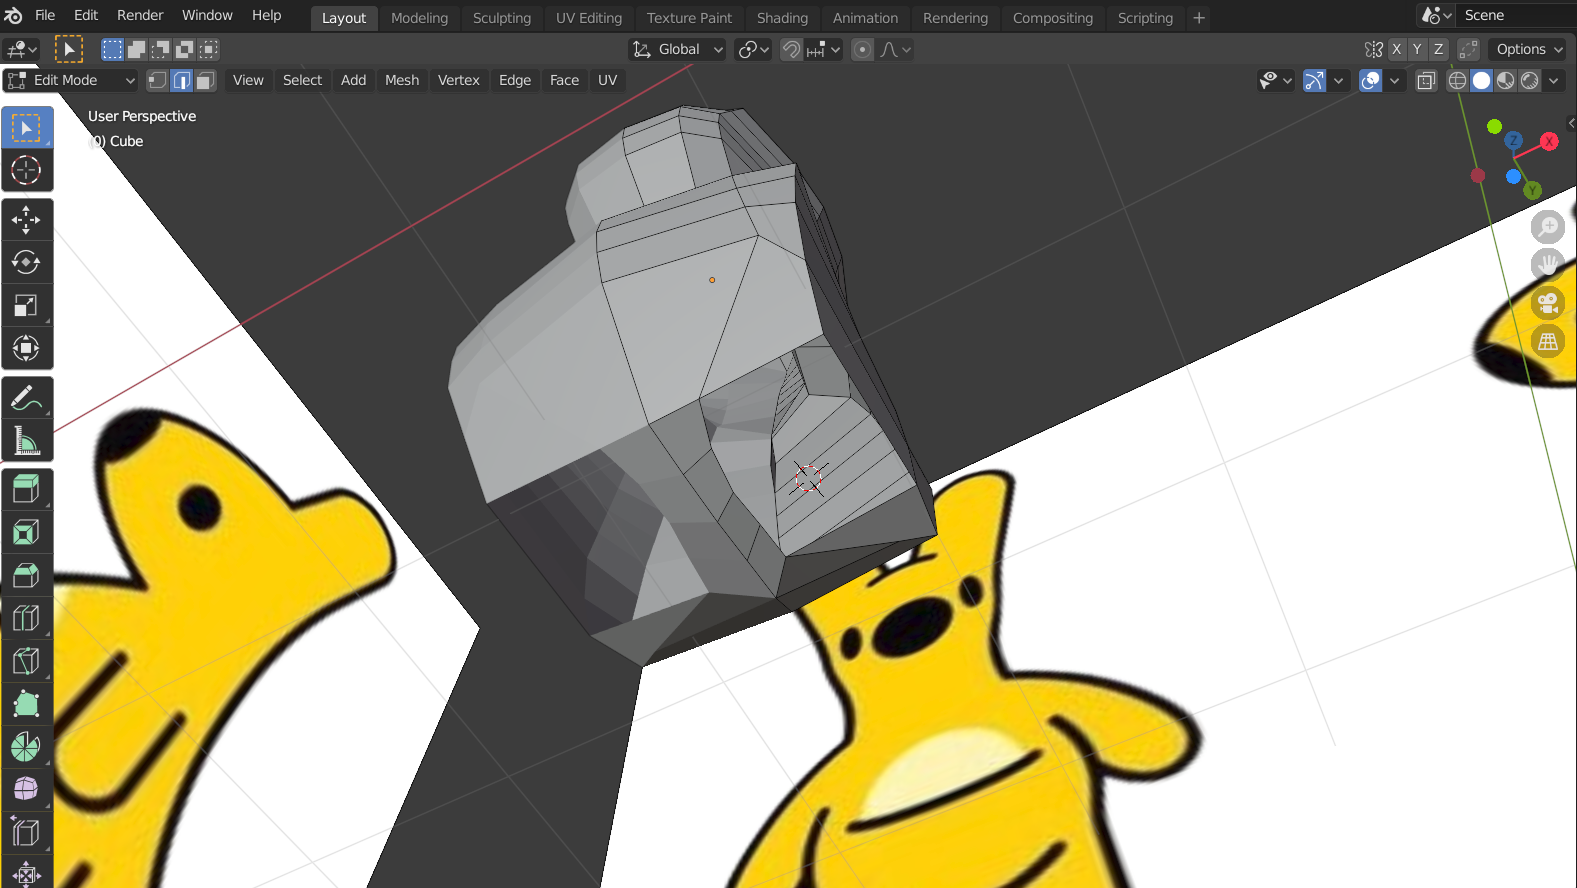 File Edit Render Window Help Layout Modeling Sculpting UV Editing Texture Paint Shading Animation Rendering Compositing Scripting + Scene
Global X Y Z Options
Edit Mode View Select Add Mesh Vertex Edge Face UV
User Perspective
(0) Cube
Z X
Y